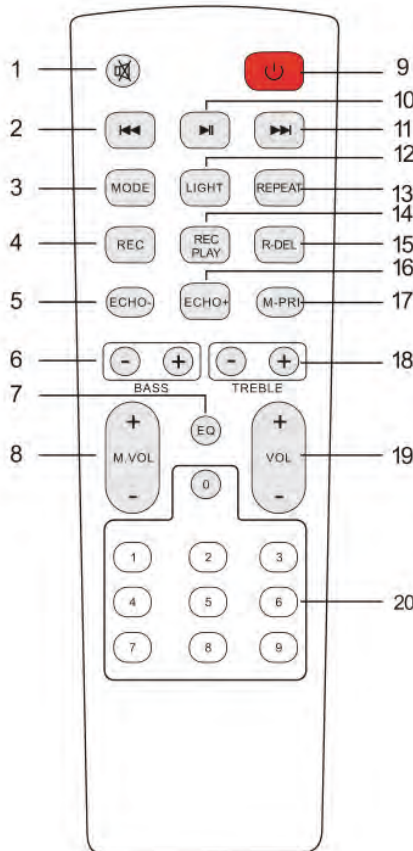 1 9
10
2 11
12
3 MODE LIGHT REPEAT 13
14
4 REC REC PLAY R-DEL 15
16
5 ECHO- ECHO+ M-PRI 17
6 - + - + 18
BASS TREBLE
7 EQ
8 + M.VOL - + VOL - 19
0
1 2 3
4 5 6 20
7 8 9